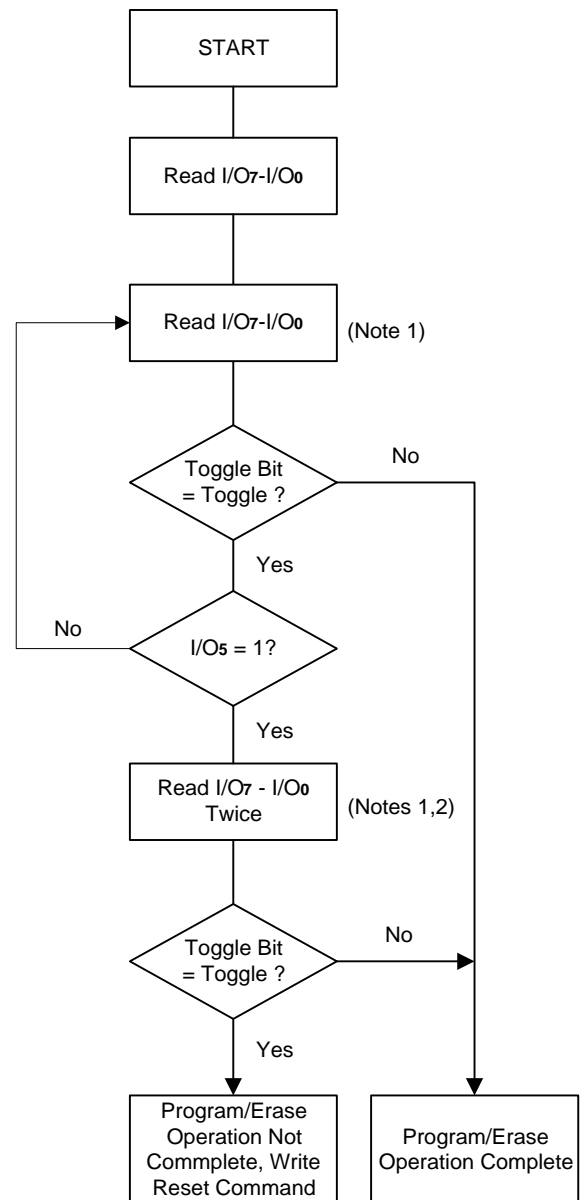 START
Read I/O7-I/O0
Read I/O7-I/O0
(Note 1)
Toggle Bit
= Toggle ?
No
Yes
No
I/O5 = 1?
Yes
Read I/O7 - I/O0
Twice
(Notes 1,2)
Toggle Bit
= Toggle ?
No
Yes
Program/Erase
Operation Not
Commplete, Write
Reset Command
Program/Erase
Operation Complete